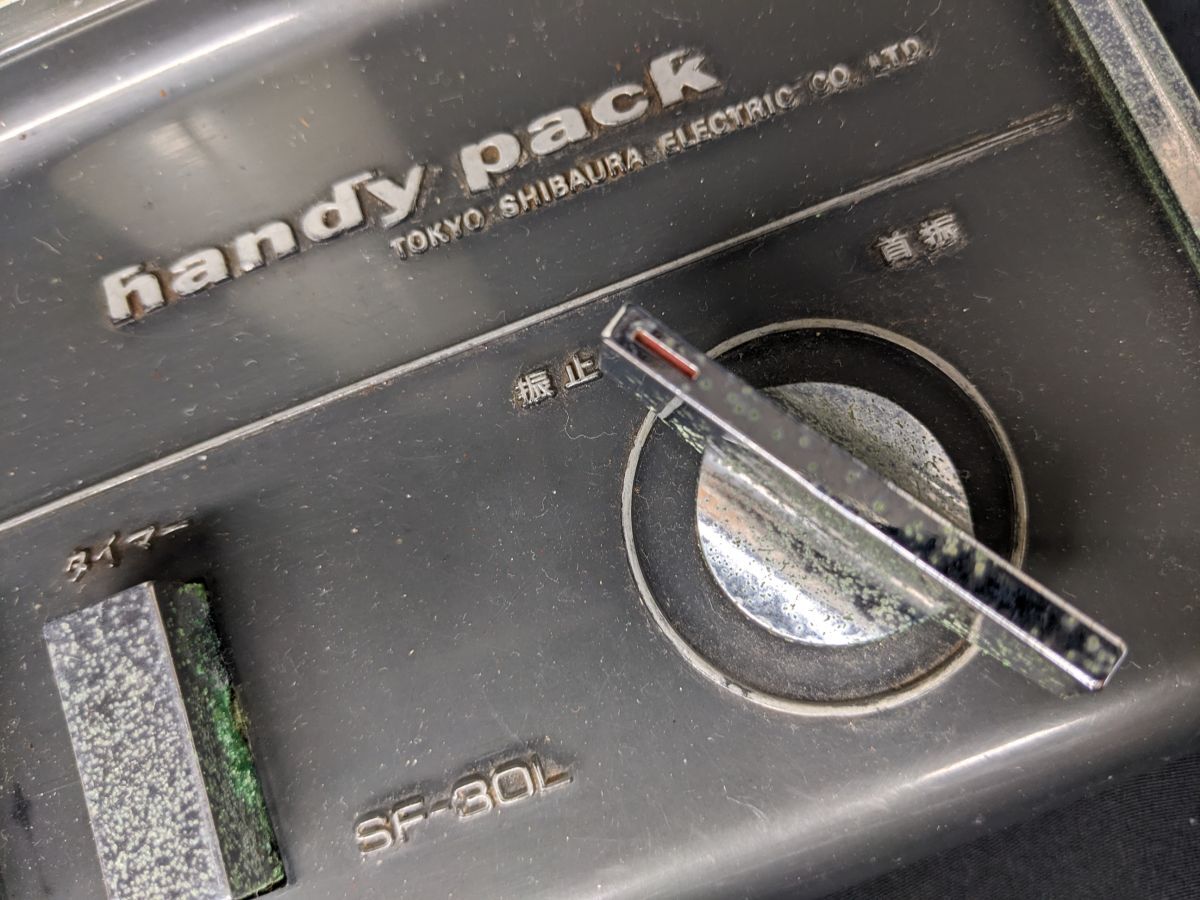 handy pack
TOKYO SHIBAURA ELECTRIC CO. LTD.
首振
振止
タイマー
SF-30L